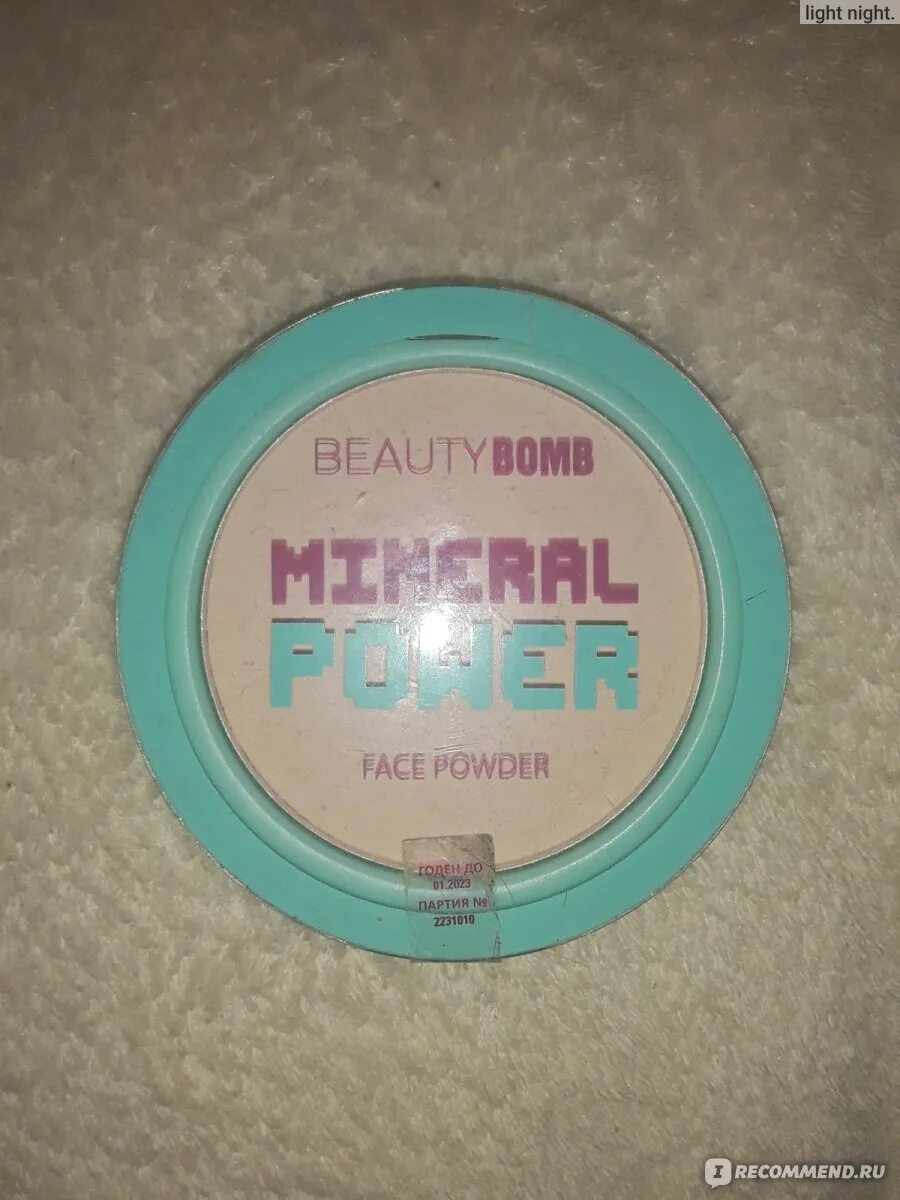 light night.
BEAUTY BOMB
MINERAL
POWER
FACE POWDER
ГОДЕН ДО
01.2023
ПАРТИЯ №
2231010
I RECOMMEND.RU